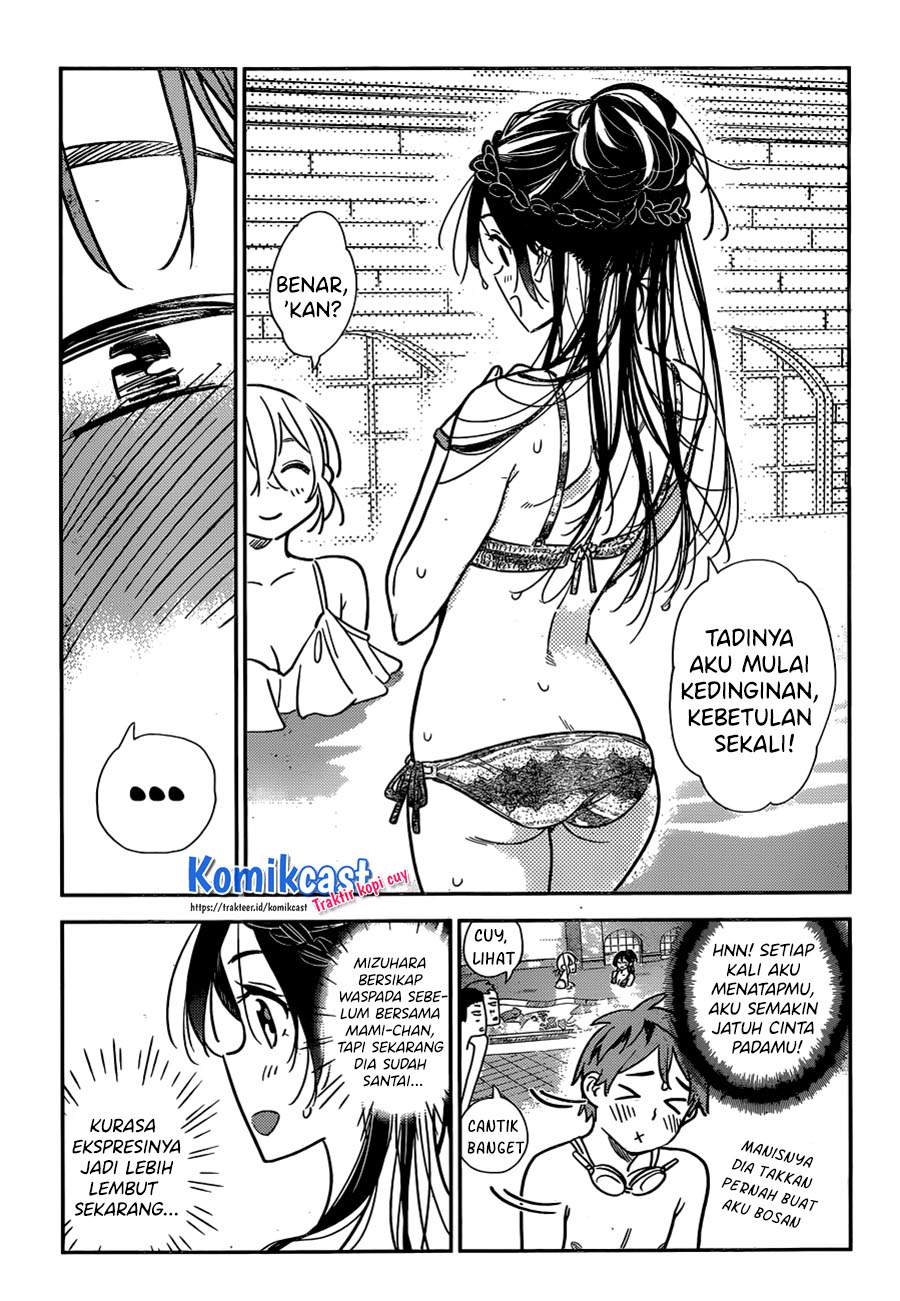 BENAR,
'KAN?
TADINYA
AKU MULAI
KEDINGINAN,
KEBETULAN
SEKALI!
...
Komikcast
https://trakteer.id/komikcast
Traktir kopi cuy
MIZUHARA
BERSIKAP
WASPADA SEBE-
LUM BERSAMA
MAMI-CHAN,
TAPI SEKARANG
DIA SUDAH
SANTAI...
KURASA
EKSPRESINYA
JADI LEBIH
LEMBUT
SEKARANG...
CUY,
LIHAT
HNN! SETIAP
KALI AKU
MENATAPMU,
AKU SEMAKIN
JATUH CINTA
PADAMU!
CANTIK
BANGET
MANISNYA
DIA TAKKAN
PERNAH BUAT
AKU BOSAN